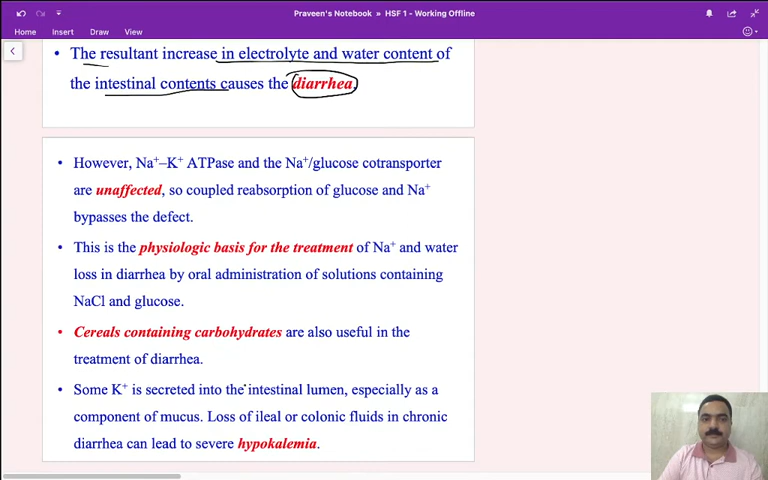 Praveen's Notebook » HSF 1 - Working Offline
Home Insert Draw View
• The resultant increase in electrolyte and water content of
the intestinal contents causes the diarrhea.
• However, Na⁺–K⁺ ATPase and the Na⁺/glucose cotransporter
are unaffected, so coupled reabsorption of glucose and Na⁺
bypasses the defect.
• This is the physiologic basis for the treatment of Na⁺ and water
loss in diarrhea by oral administration of solutions containing
NaCl and glucose.
• Cereals containing carbohydrates are also useful in the
treatment of diarrhea.
• Some K⁺ is secreted into the intestinal lumen, especially as a
component of mucus. Loss of ileal or colonic fluids in chronic
diarrhea can lead to severe hypokalemia.